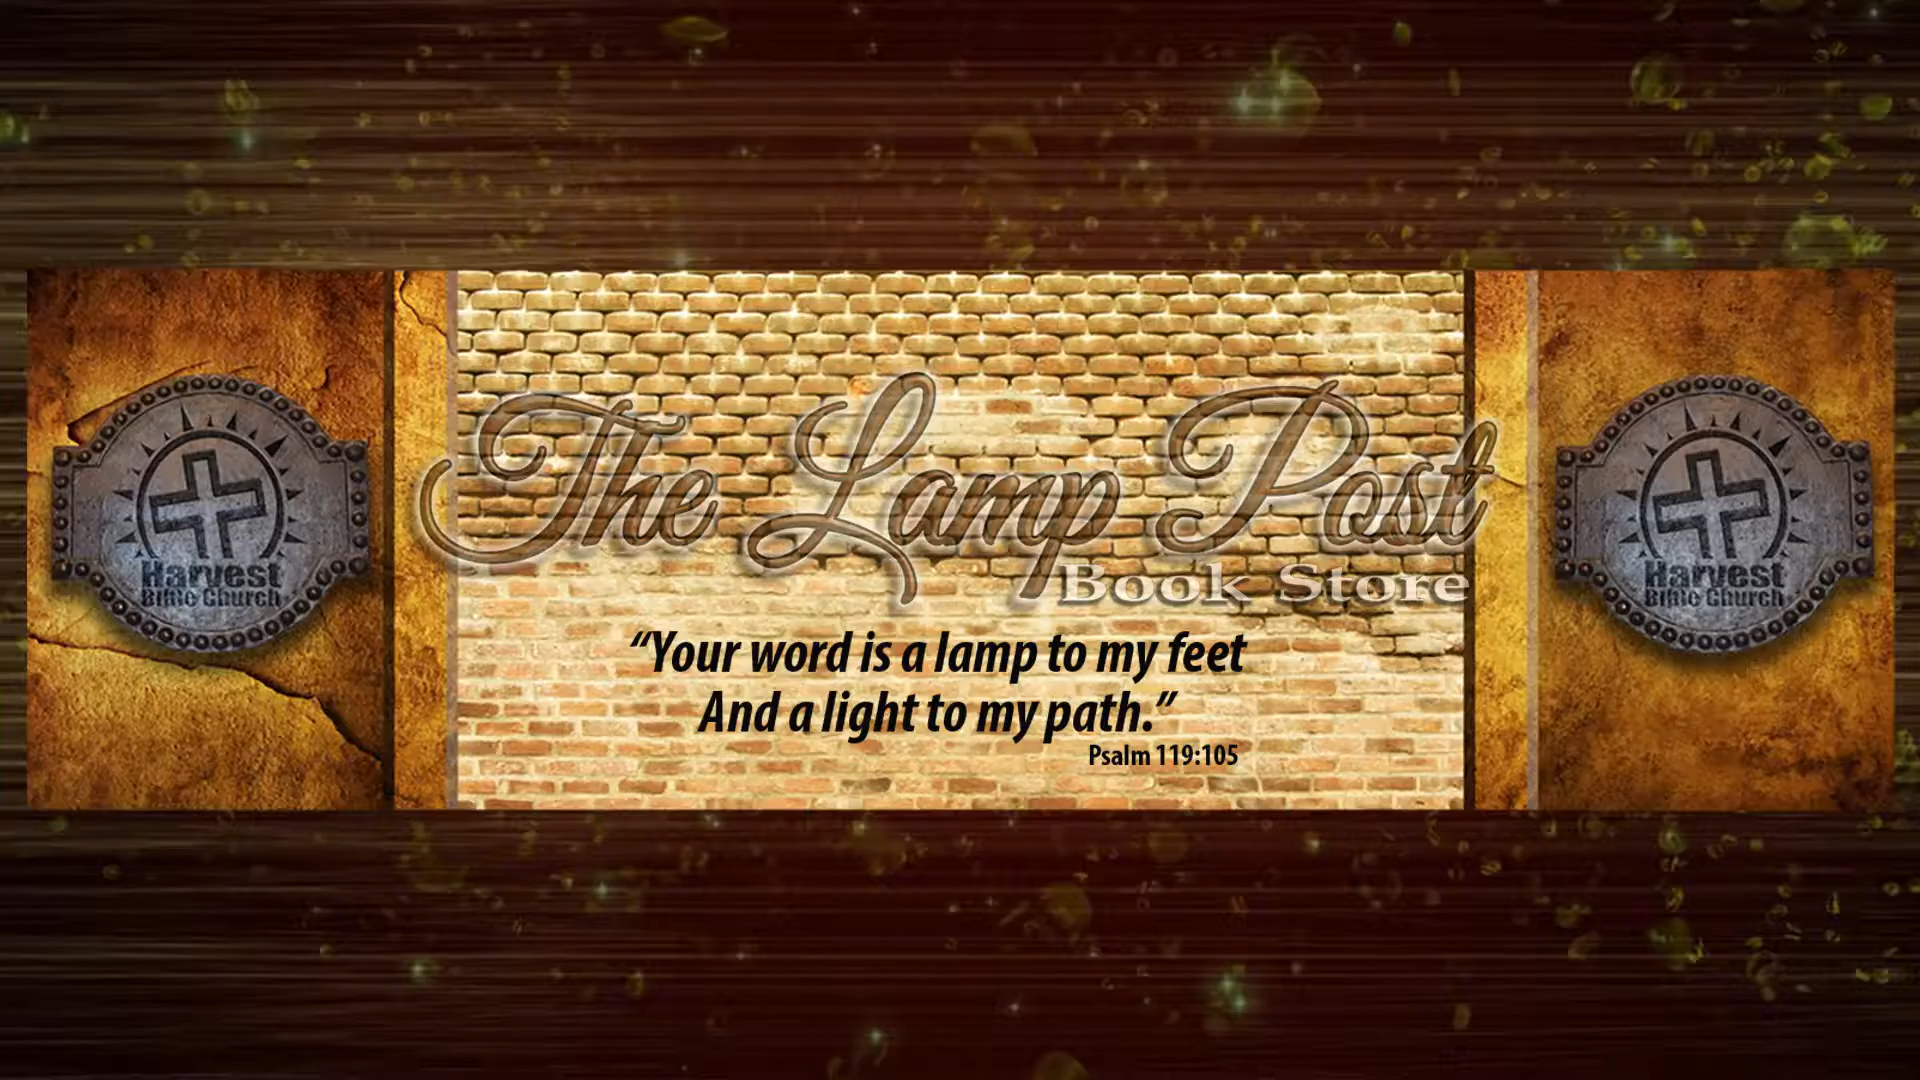 The Lamp Post
Book Store
“Your word is a lamp to my feet
And a light to my path.”
Psalm 119:105
Harvest
Bible Church
Harvest
Bible Church